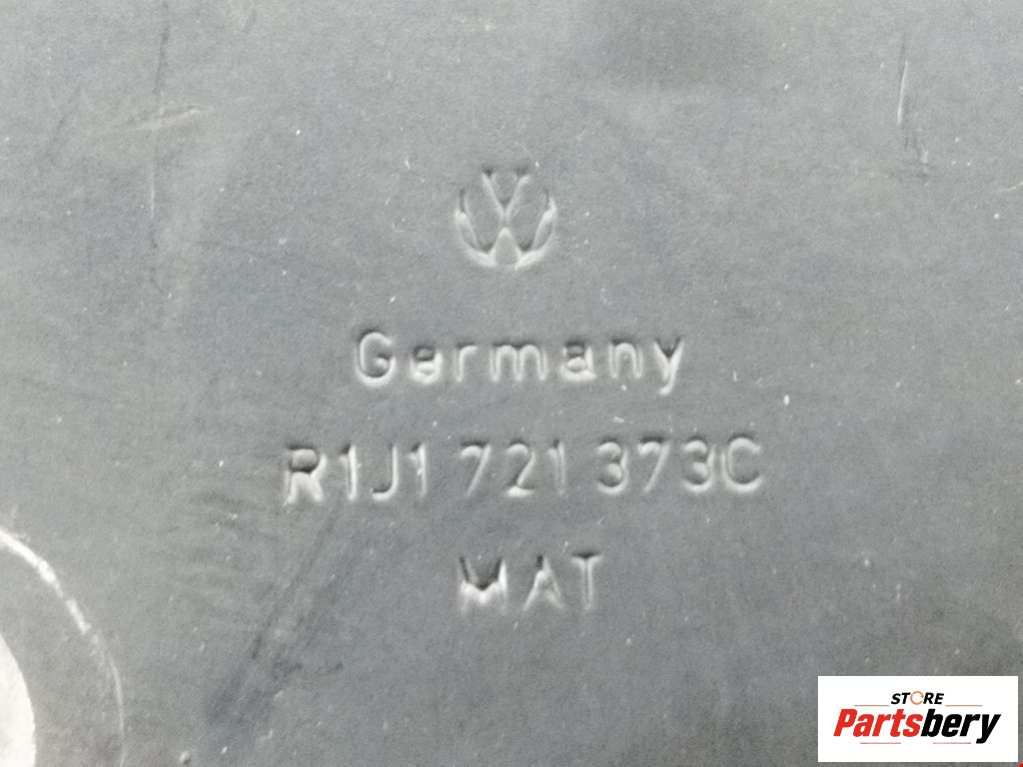 Germany
R1J1 721 373C
MAT
STORE
Partsbery